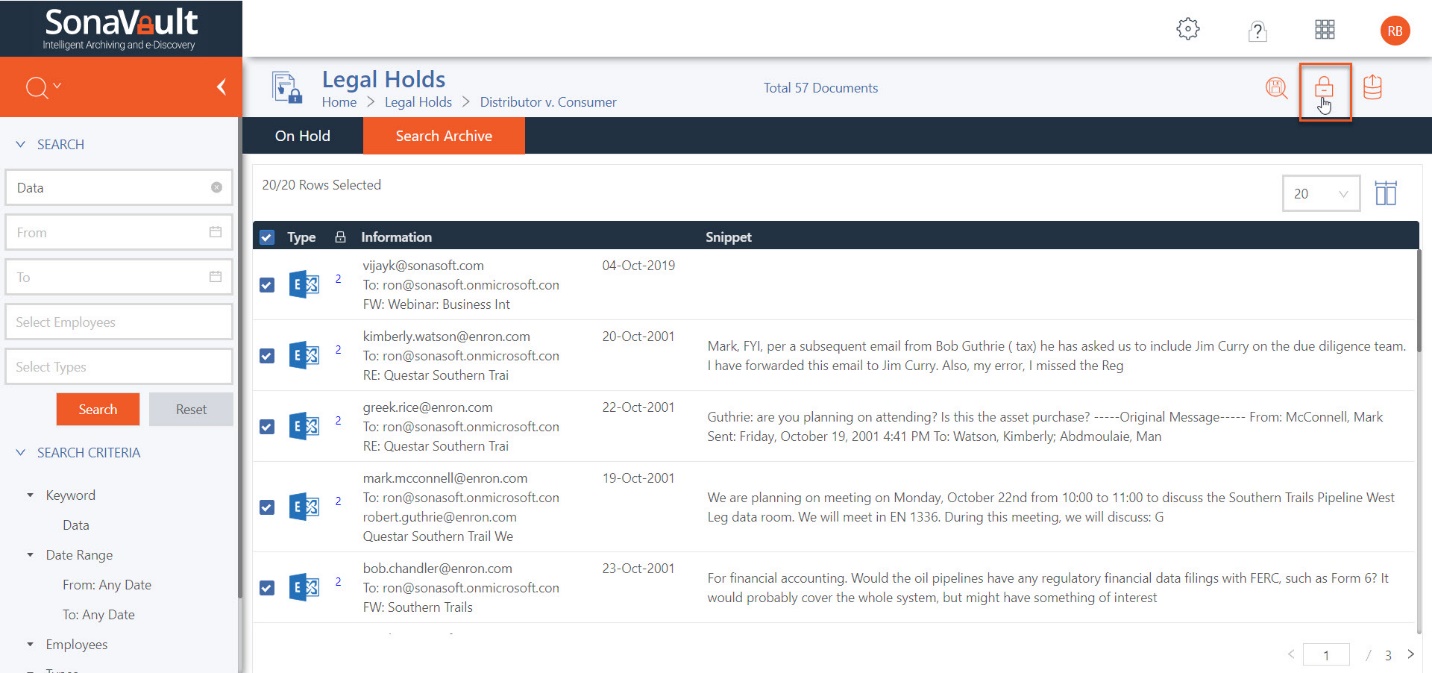 SonaVault
Intelligent Archiving and e-Discovery
?
RB
Legal Holds
Home > Legal Holds > Distributor v. Consumer
Total 57 Documents
On Hold
Search Archive
SEARCH
Data
From
To
Select Employees
Select Types
Search
Reset
SEARCH CRITERIA
Keyword
Data
Date Range
From: Any Date
To: Any Date
Employees
20/20 Rows Selected
20
Type Information Snippet
2
vijayk@sonasoft.com 04-Oct-2019
To: ron@sonasoft.onmicrosoft.con
FW: Webinar: Business Int
2
kimberly.watson@enron.com 20-Oct-2001
To: ron@sonasoft.onmicrosoft.con
RE: Questar Southern Trai
Mark, FYI, per a subsequent email from Bob Guthrie ( tax) he has asked us to include Jim Curry on the due diligence team.
I have forwarded this email to Jim Curry. Also, my error, I missed the Reg
2
greek.rice@enron.com 22-Oct-2001
To: ron@sonasoft.onmicrosoft.con
RE: Questar Southern Trai
Guthrie: are you planning on attending? Is this the asset purchase? -----Original Message----- From: McConnell, Mark
Sent: Friday, October 19, 2001 4:41 PM To: Watson, Kimberly; Abdmoulaie, Man
2
mark.mcconnell@enron.com 19-Oct-2001
To: ron@sonasoft.onmicrosoft.con
robert.guthrie@enron.com
Questar Southern Trail We
We are planning on meeting on Monday, October 22nd from 10:00 to 11:00 to discuss the Southern Trails Pipeline West
Leg data room. We will meet in EN 1336. During this meeting, we will discuss: G
2
bob.chandler@enron.com 23-Oct-2001
To: ron@sonasoft.onmicrosoft.con
FW: Southern Trails
For financial accounting. Would the oil pipelines have any regulatory financial data filings with FERC, such as Form 6? It
would probably cover the whole system, but might have something of interest
< 1 / 3 >